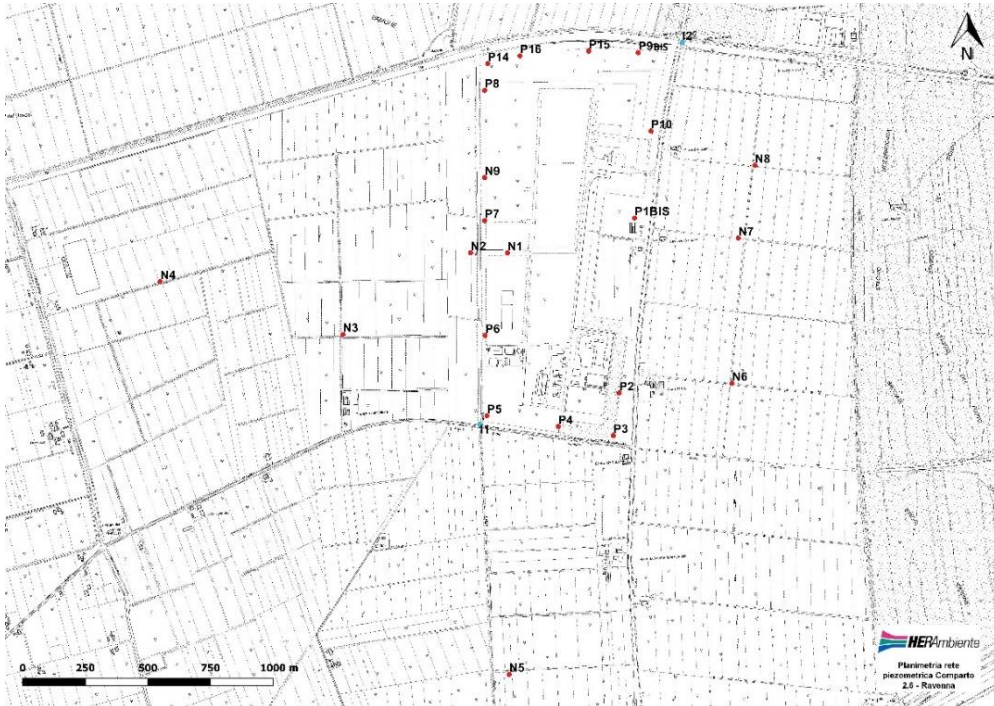 I2
P15
P9BIS
P16
P14
N
P8
P10
N8
N9
P1BIS
P7
N7
N2
N1
N4
N3
P6
N6
P2
P5
I1
P4
P3
HERAmbiente
0 250 500 750 1000 m
N5
Planimetria rete
piezometrica Comparto
2.6 - Ravenna